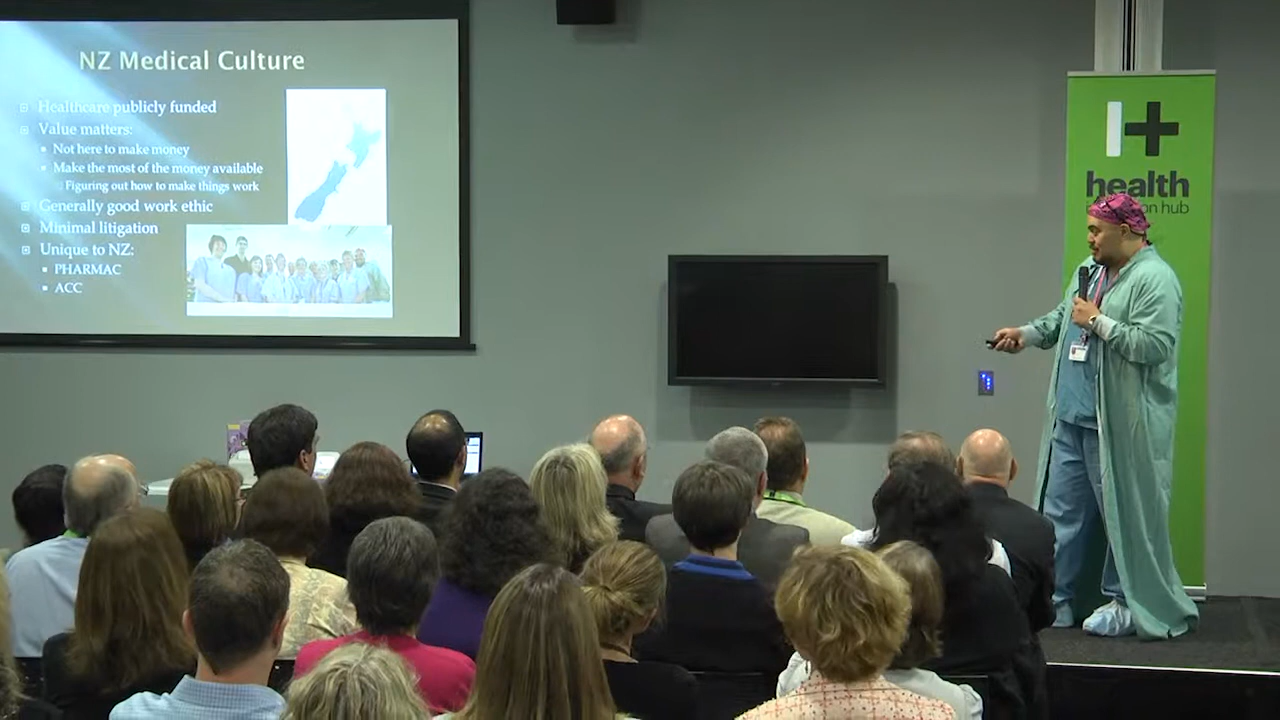 NZ Medical Culture
Healthcare publicly funded
Value matters:
Not here to make money
Make the most of the money available
Figuring out how to make things work
Generally good work ethic
Minimal litigation
Unique to NZ:
PHARMAC
ACC
health
on hub